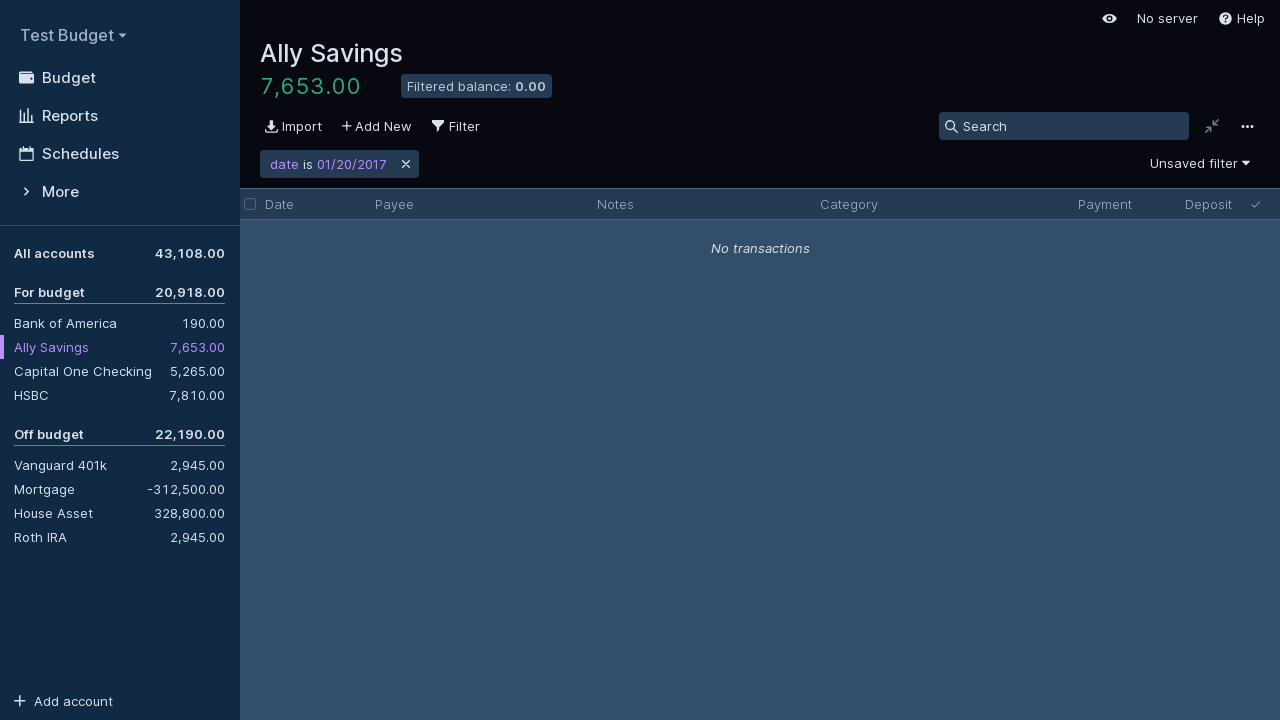 Test Budget
Budget
Reports
Schedules
More
All accounts 43,108.00
For budget 20,918.00
Bank of America 190.00
Ally Savings 7,653.00
Capital One Checking 5,265.00
HSBC 7,810.00
Off budget 22,190.00
Vanguard 401k 2,945.00
Mortgage -312,500.00
House Asset 328,800.00
Roth IRA 2,945.00
Add account
No server Help
Ally Savings
7,653.00 Filtered balance: 0.00
Import Add New Filter Search
date is 01/20/2017 Unsaved filter
Date Payee Notes Category Payment Deposit
No transactions